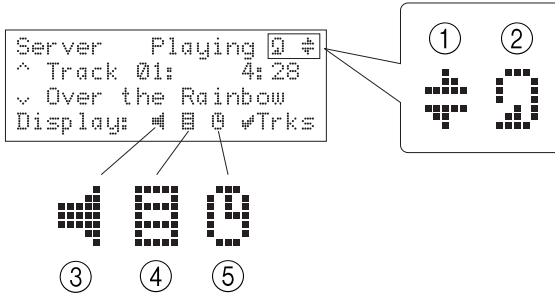 Server Playing
^ Track 01: 4:28
⌄ Over the Rainbow
Display: ✔Trks
① ②
③ ④ ⑤